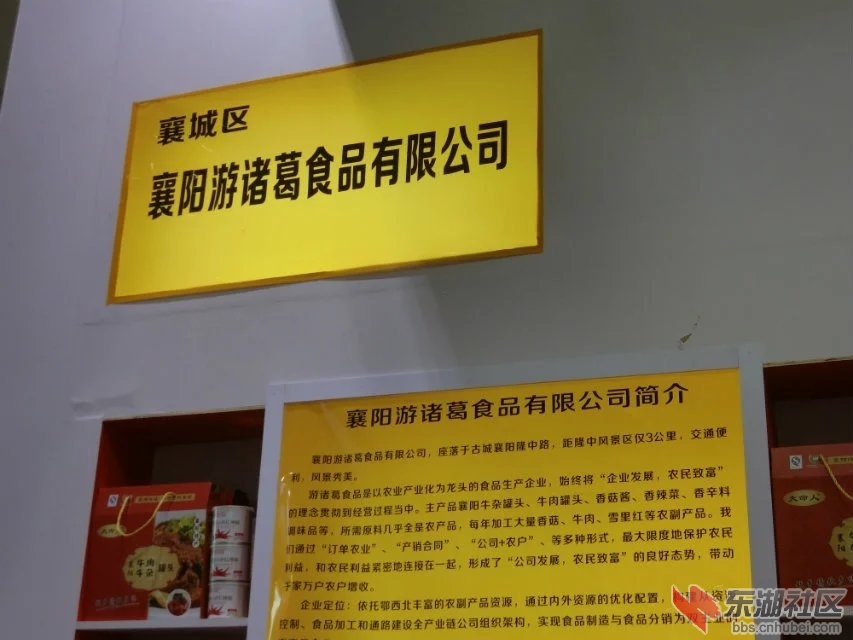 襄城区
襄阳游诸葛食品有限公司
襄阳游诸葛食品有限公司简介
襄阳游诸葛食品有限公司，座落于古城襄阳隆中路，距隆中风景区仅3公里，交通便
利，风景秀美。
游诸葛食品是以农业产业化为龙头的食品生产企业，始终将“企业发展，农民致富”
的理念贯彻到经营过程当中。主产品襄阳牛杂罐头、牛肉罐头、香菇酱、香辣菜、香辛料
调味品等，所需原料几乎全是农产品，每年加工大量香菇、牛肉、雪里红等农副产品。我
们通过“订单农业”、“产销合同”、“公司+农户”、等多种形式，最大限度地保护农民
利益，和农民利益紧密地连接在一起，形成了“公司发展，农民致富”的良好态势，带动
千家万户农户增收。
企业定位：依托鄂西北丰富的农副产品资源，通过内外资源的优化配置，
控制、食品加工和通路建设全产业链公司组织架构，实现食品制造与食品分销为双主业的
襄阳 牛肉 牛杂 罐头
大命人
东湖社区
bbs.cnhubei.com